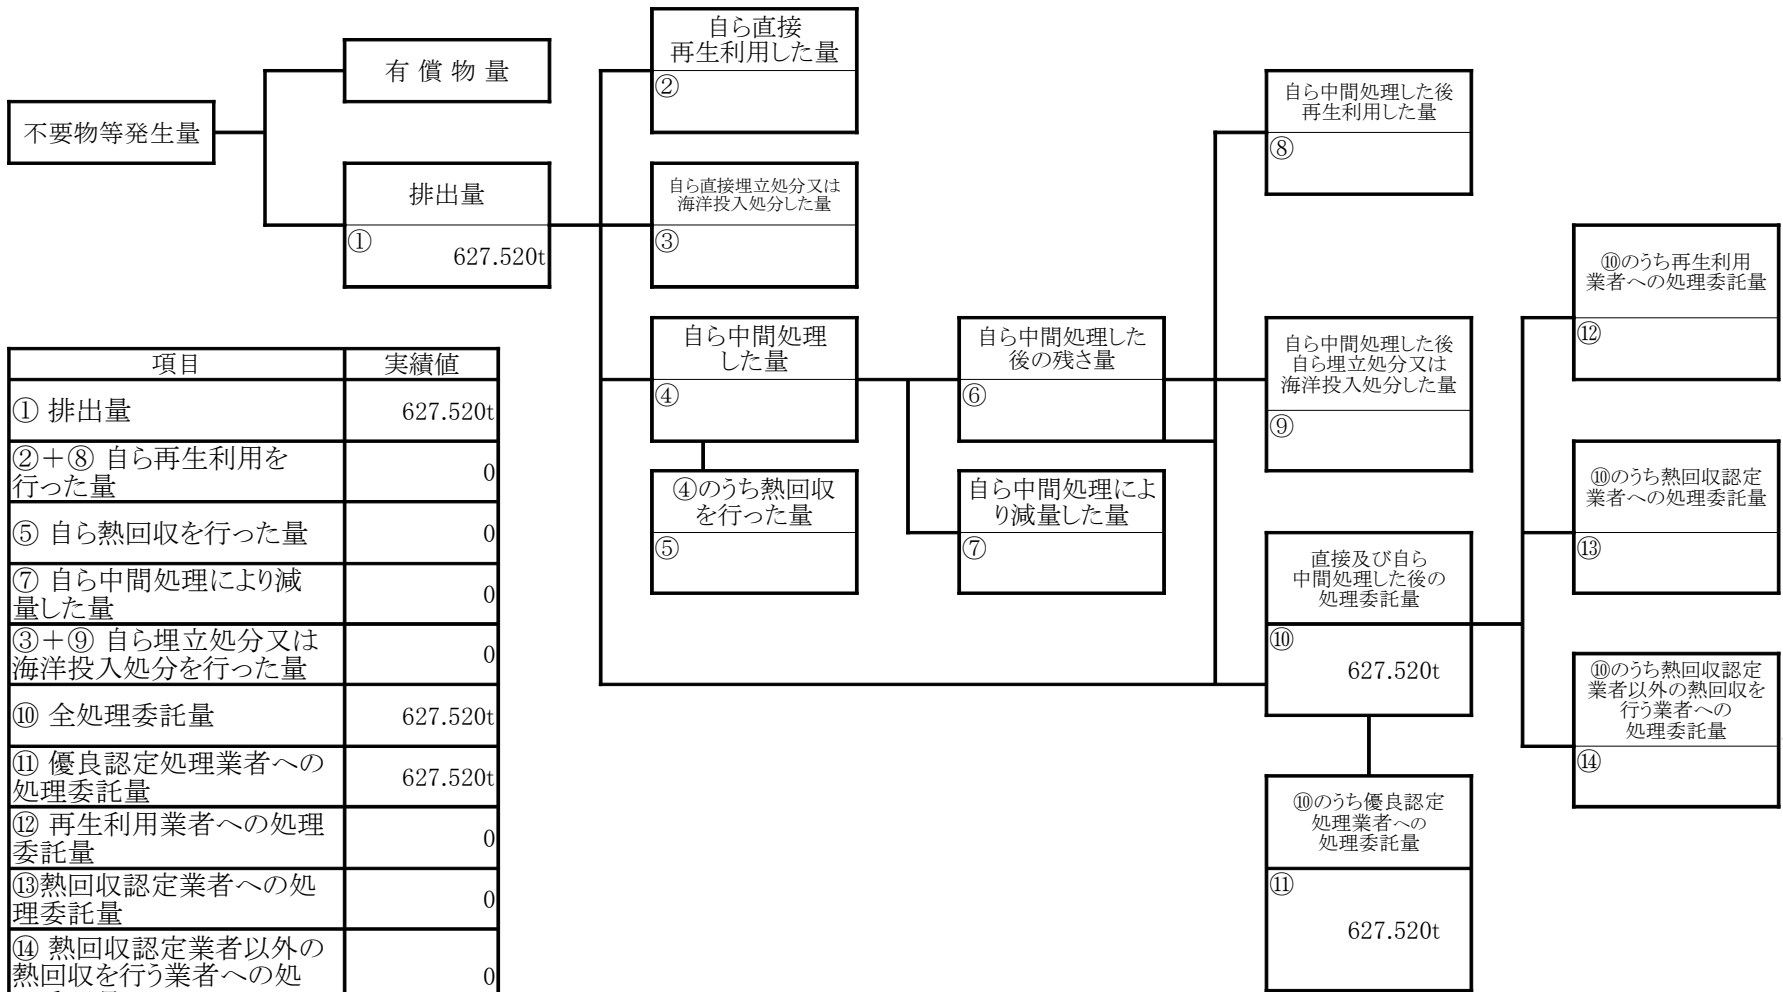 不要物等発生量
有 償 物 量
排出量
①
627.520t
自ら直接
再生利用した量
②
自ら直接埋立処分又は
海洋投入処分した量
③
自ら中間処理
した量
④
④のうち熱回収
を行った量
⑤
自ら中間処理した
後の残さ量
⑥
自ら中間処理によ
り減量した量
⑦
自ら中間処理した後
再生利用した量
⑧
自ら中間処理した後
自ら埋立処分又は
海洋投入処分した量
⑨
直接及び自ら
中間処理した後の
処理委託量
⑩
627.520t
⑩のうち優良認定
処理業者への
処理委託量
⑪
627.520t
⑩のうち再生利用
業者への処理委託量
⑫
⑩のうち熱回収認定
業者への処理委託量
⑬
⑩のうち熱回収認定
業者以外の熱回収を
行う業者への
処理委託量
⑭
項目 実績値
① 排出量 627.520t
②＋⑧ 自ら再生利用を
行った量 0
⑤ 自ら熱回収を行った量 0
⑦ 自ら中間処理により減
量した量 0
③＋⑨ 自ら埋立処分又は
海洋投入処分を行った量 0
⑩ 全処理委託量 627.520t
⑪ 優良認定処理業者への
処理委託量 627.520t
⑫ 再生利用業者への処理
委託量 0
⑬熱回収認定業者への処
理委託量 0
⑭ 熱回収認定業者以外の
熱回収を行う業者への処 0